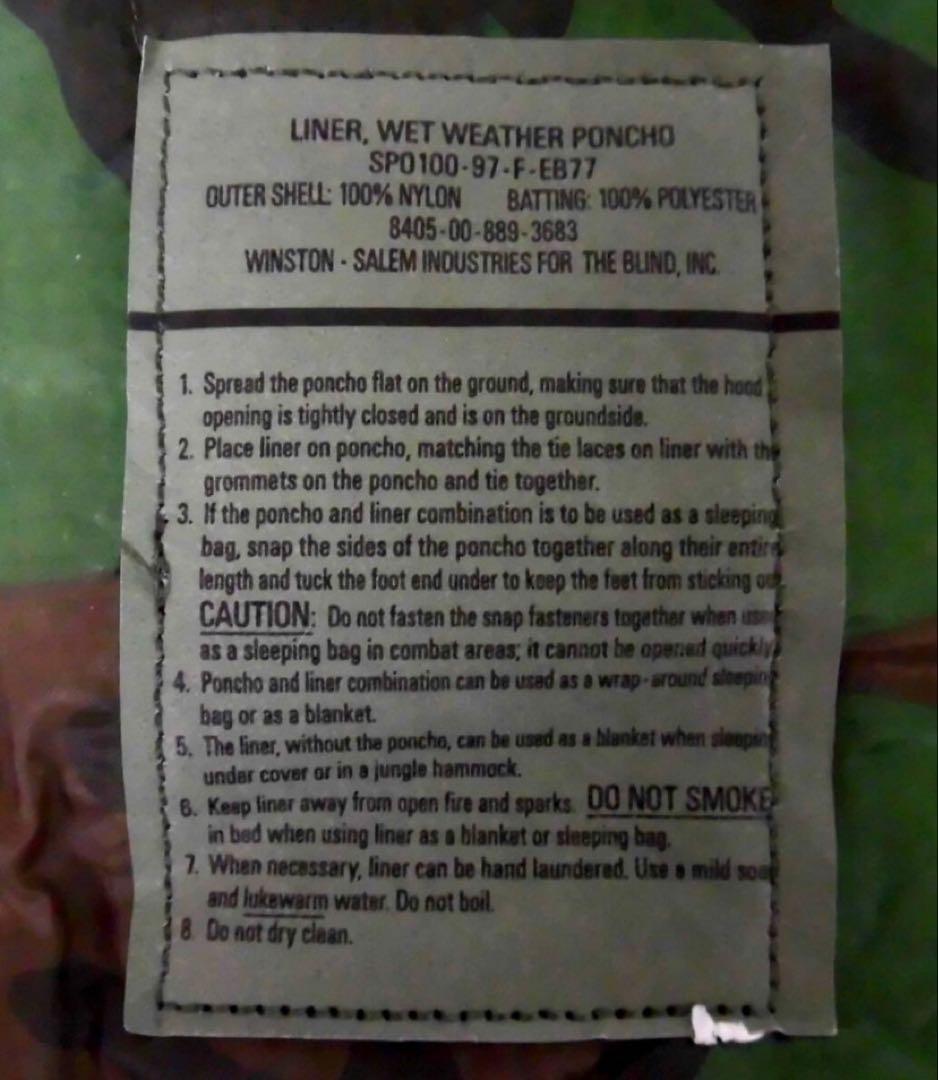 LINER, WET WEATHER PONCHO
SPO100-97-F-EB77
OUTER SHELL: 100% NYLON BATTING: 100% POLYESTER
8405-00-889-3683
WINSTON - SALEM INDUSTRIES FOR THE BLIND, INC.
1. Spread the poncho flat on the ground, making sure that the hood
opening is tightly closed and is on the groundside.
2. Place liner on poncho, matching the tie laces on liner with the
grommets on the poncho and tie together.
3. If the poncho and liner combination is to be used as a sleeping
bag, snap the sides of the poncho together along their entire
length and tuck the foot end under to keep the feet from sticking out.
CAUTION: Do not fasten the snap fasteners together when used
as a sleeping bag in combat areas; it cannot be opened quickly.
4. Poncho and liner combination can be used as a wrap-around sleeping
bag or as a blanket.
5. The liner, without the poncho, can be used as a blanket when sleeping
under cover or in a jungle hammock.
6. Keep liner away from open fire and sparks. DO NOT SMOKE
in bed when using liner as a blanket or sleeping bag.
7. When necessary, liner can be hand laundered. Use a mild soap
and lukewarm water. Do not boil.
8. Do not dry clean.